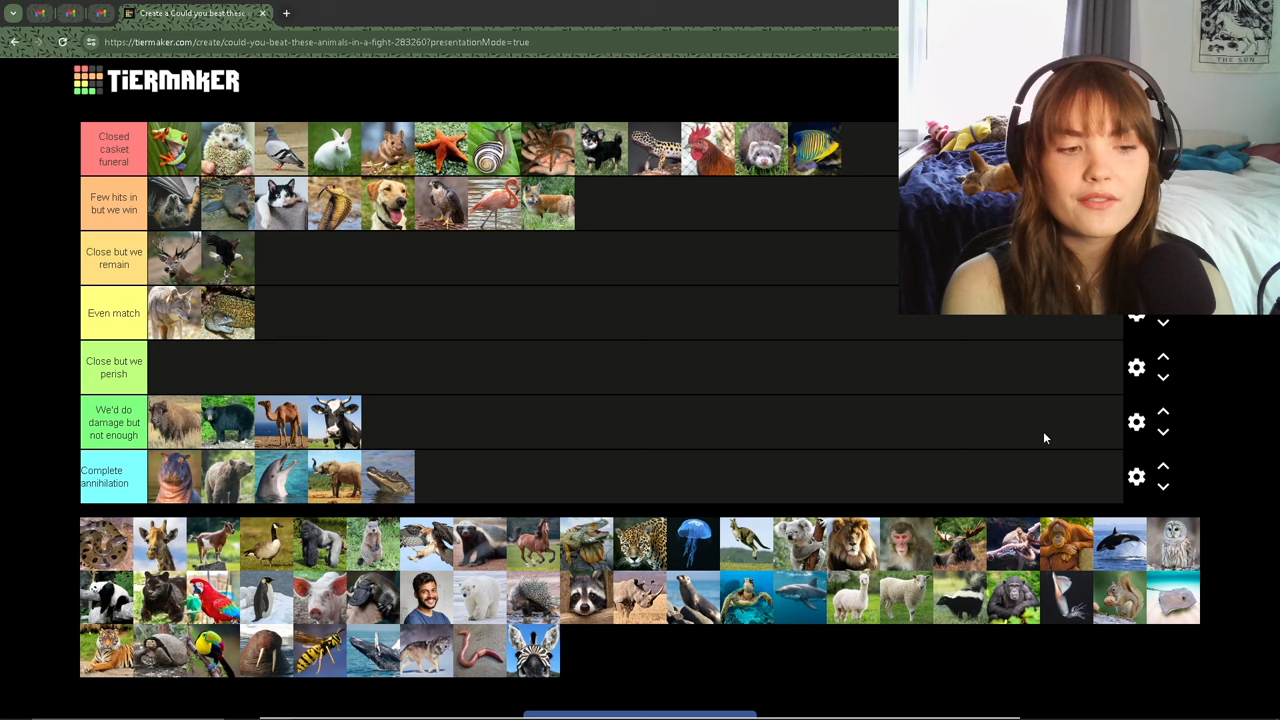 Create a Could you beat these
https://tiermaker.com/create/could-you-beat-these-animals-in-a-fight-283260?presentationMode=true
TiERMAKER
THE SUN
Closed
casket
funeral
Few hits in
but we win
Close but we
remain
Even match
Close but we
perish
We'd do
damage but
not enough
Complete
annihilation